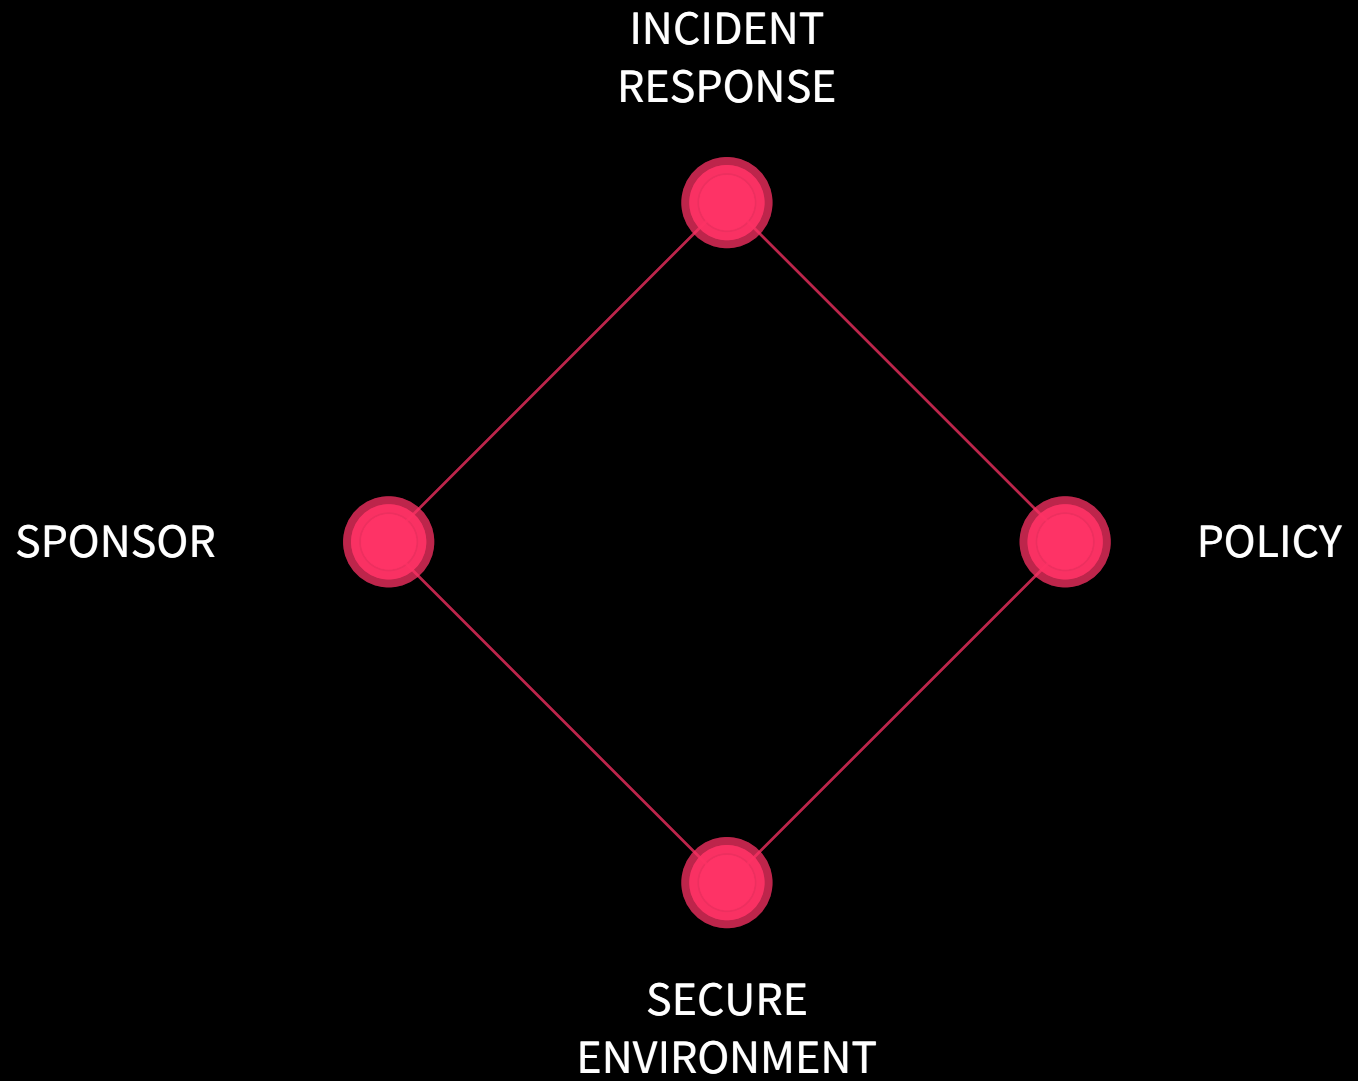 INCIDENT
RESPONSE
SPONSOR
POLICY
SECURE
ENVIRONMENT